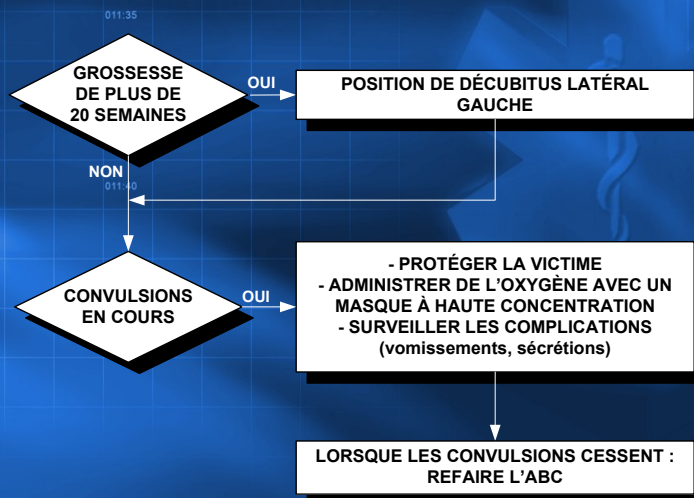 011:35
GROSSESSE
DE PLUS DE
20 SEMAINES
OUI
POSITION DE DÉCUBITUS LATÉRAL
GAUCHE
NON
011:40
CONVULSIONS
EN COURS
OUI
- PROTÉGER LA VICTIME
- ADMINISTRER DE L’OXYGÈNE AVEC UN
MASQUE À HAUTE CONCENTRATION
- SURVEILLER LES COMPLICATIONS
(vomissements, sécrétions)
LORSQUE LES CONVULSIONS CESSENT :
REFAIRE L’ABC